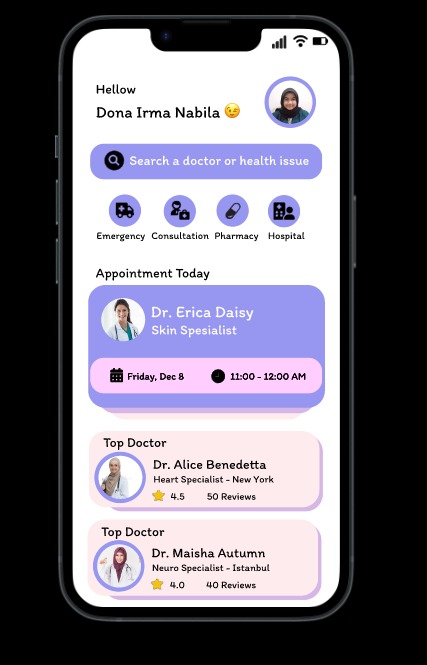 Hellow
Dona Irma Nabila 😉
Search a doctor or health issue
Emergency Consultation Pharmacy Hospital
Appointment Today
Dr. Erica Daisy
Skin Spesialist
Friday, Dec 8 11:00 - 12:00 AM
Top Doctor
Dr. Alice Benedetta
Heart Specialist - New York
4.5 50 Reviews
Top Doctor
Dr. Maisha Autumn
Neuro Specialist - Istanbul
4.0 40 Reviews